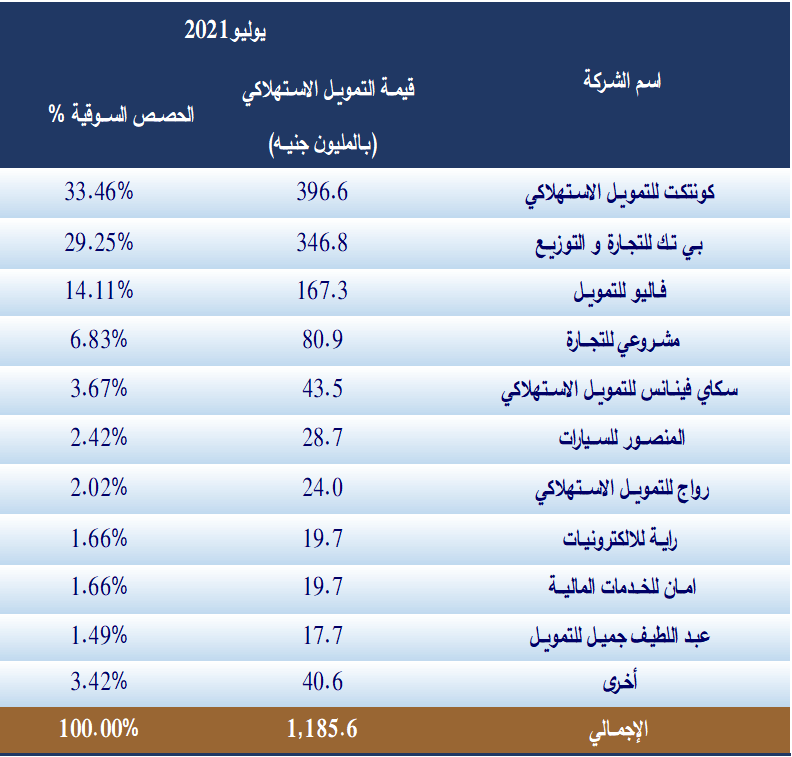 يوليو2021
اسم الشركة قيمة التمويل الاستهلاكي (بالمليون جنيه) الحصص السوقية %
كونتكت للتمويل الاستهلاكي 396.6 33.46%
بي تك للتجارة و التوزيع 346.8 29.25%
فاليو للتمويل 167.3 14.11%
مشروعي للتجارة 80.9 6.83%
سكاي فينانس للتمويل الاستهلاكي 43.5 3.67%
المنصور للسيارات 28.7 2.42%
رواج للتمويل الاستهلاكي 24.0 2.02%
راية للالكترونيات 19.7 1.66%
امان للخدمات المالية 19.7 1.66%
عبد اللطيف جميل للتمويل 17.7 1.49%
أخرى 40.6 3.42%
الإجمالي 1,185.6 100.00%